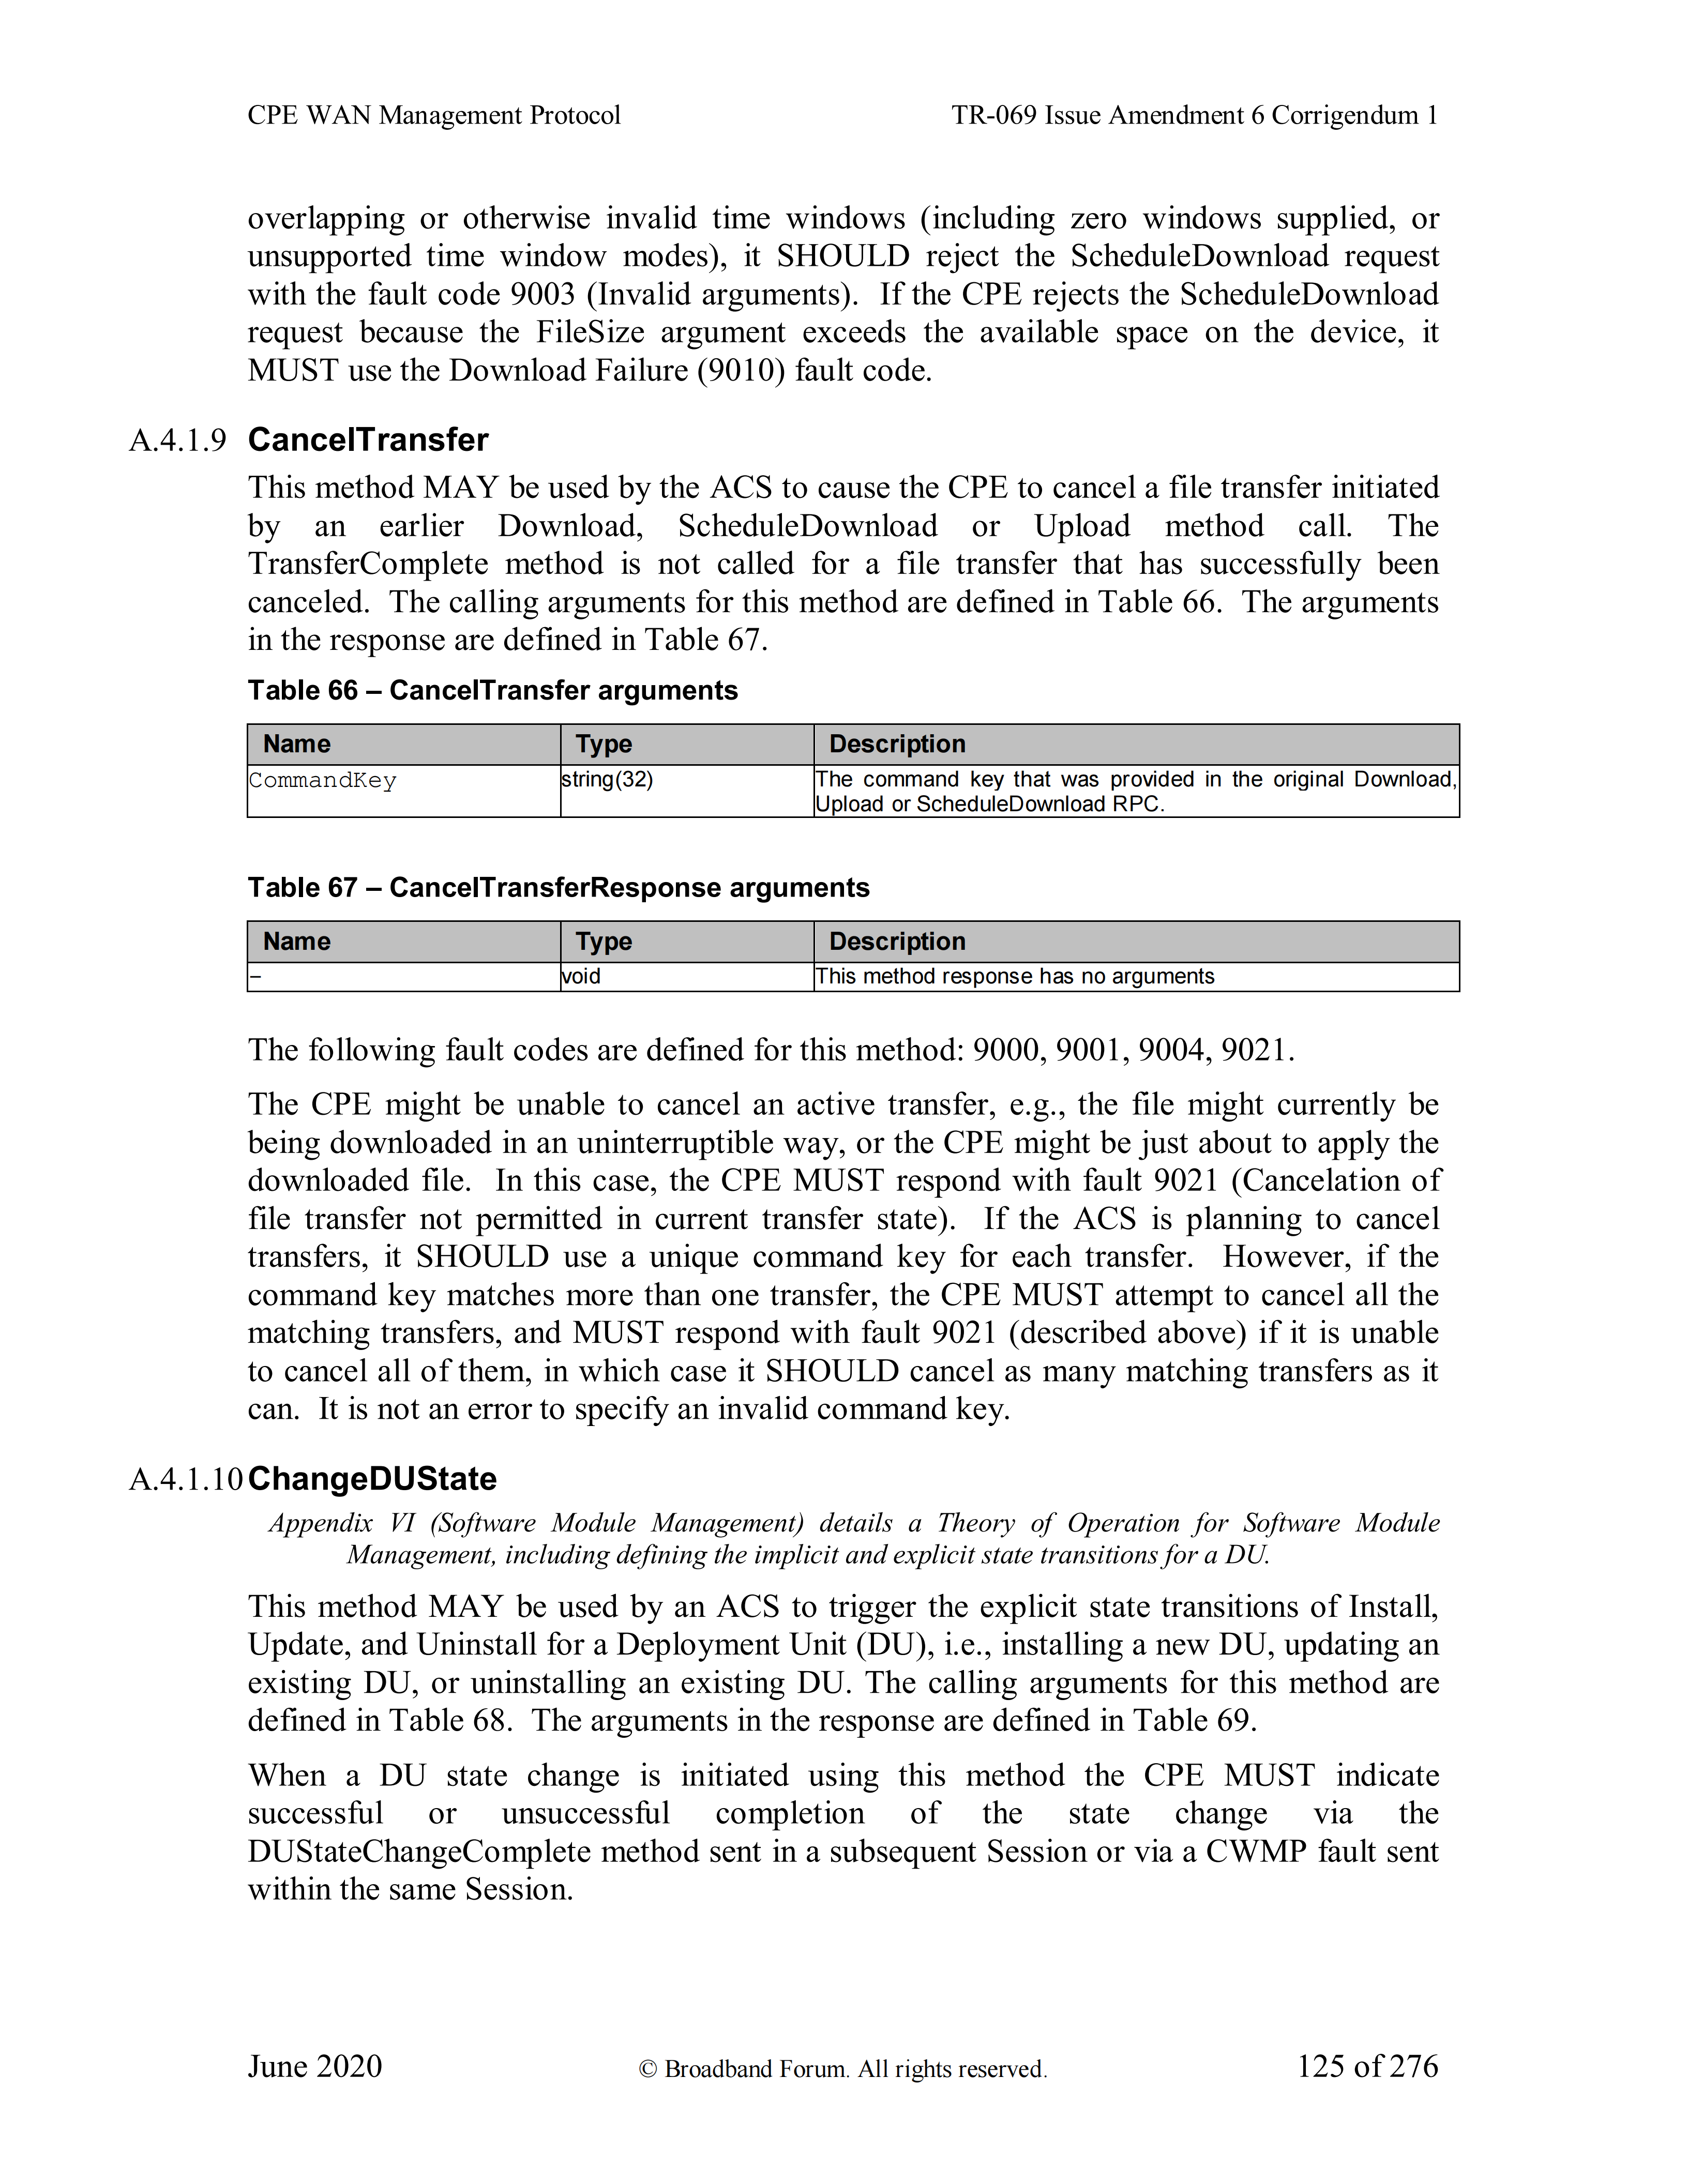 CPE WAN Management Protocol TR-069 Issue Amendment 6 Corrigendum 1
overlapping or otherwise invalid time windows (including zero windows supplied, or
unsupported time window modes), it SHOULD reject the ScheduleDownload request
with the fault code 9003 (Invalid arguments). If the CPE rejects the ScheduleDownload
request because the FileSize argument exceeds the available space on the device, it
MUST use the Download Failure (9010) fault code.
A.4.1.9 CancelTransfer
This method MAY be used by the ACS to cause the CPE to cancel a file transfer initiated
by an earlier Download, ScheduleDownload or Upload method call. The
TransferComplete method is not called for a file transfer that has successfully been
canceled. The calling arguments for this method are defined in Table 66. The arguments
in the response are defined in Table 67.
Table 66 – CancelTransfer arguments
Name Type Description
CommandKey string(32) The command key that was provided in the original Download,
Upload or ScheduleDownload RPC.
Table 67 – CancelTransferResponse arguments
Name Type Description
– void This method response has no arguments
The following fault codes are defined for this method: 9000, 9001, 9004, 9021.
The CPE might be unable to cancel an active transfer, e.g., the file might currently be
being downloaded in an uninterruptible way, or the CPE might be just about to apply the
downloaded file. In this case, the CPE MUST respond with fault 9021 (Cancelation of
file transfer not permitted in current transfer state). If the ACS is planning to cancel
transfers, it SHOULD use a unique command key for each transfer. However, if the
command key matches more than one transfer, the CPE MUST attempt to cancel all the
matching transfers, and MUST respond with fault 9021 (described above) if it is unable
to cancel all of them, in which case it SHOULD cancel as many matching transfers as it
can. It is not an error to specify an invalid command key.
A.4.1.10 ChangeDUState
Appendix VI (Software Module Management) details a Theory of Operation for Software Module
Management, including defining the implicit and explicit state transitions for a DU.
This method MAY be used by an ACS to trigger the explicit state transitions of Install,
Update, and Uninstall for a Deployment Unit (DU), i.e., installing a new DU, updating an
existing DU, or uninstalling an existing DU. The calling arguments for this method are
defined in Table 68. The arguments in the response are defined in Table 69.
When a DU state change is initiated using this method the CPE MUST indicate
successful or unsuccessful completion of the state change via the
DUStateChangeComplete method sent in a subsequent Session or via a CWMP fault sent
within the same Session.
June 2020 © Broadband Forum. All rights reserved. 125 of 276